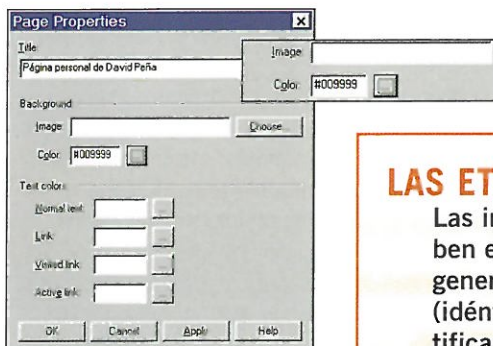 Page Properties
Title:
Página personal de David Peña
Background
Image:
Choose...
Color: #009999
Text colors
Normal text:
Link:
Visited link:
Active link:
OK Cancel Apply Help
Image:
Color: #009999
LAS ET
Las in
ben e
gener
(idént
tifica